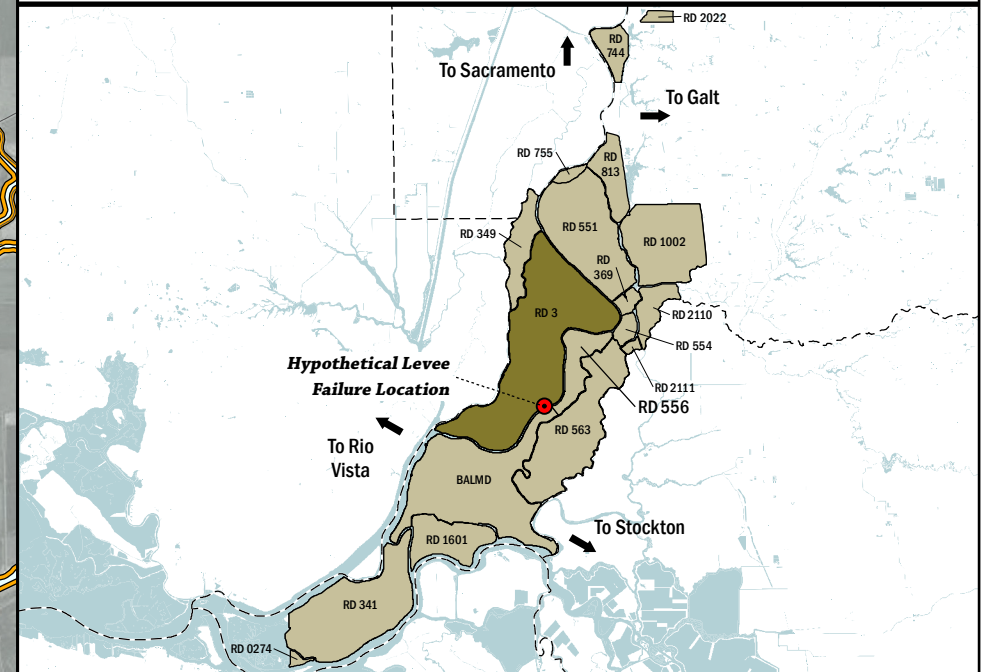 RD 2022
RD
744
To Sacramento
To Galt
RD 755
RD
813
RD 551
RD 349
RD 1002
RD
369
RD 3
RD 2110
RD 554
Hypothetical Levee
Failure Location
RD 2111
RD 556
RD 563
To Rio
Vista
BALMD
To Stockton
RD 1601
RD 341
RD 0274